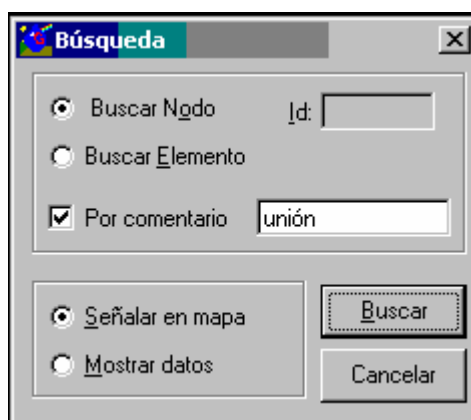 Búsqueda
Buscar Nodo Id:
Buscar Elemento
Por comentario unión
Señalar en mapa Buscar
Mostrar datos Cancelar